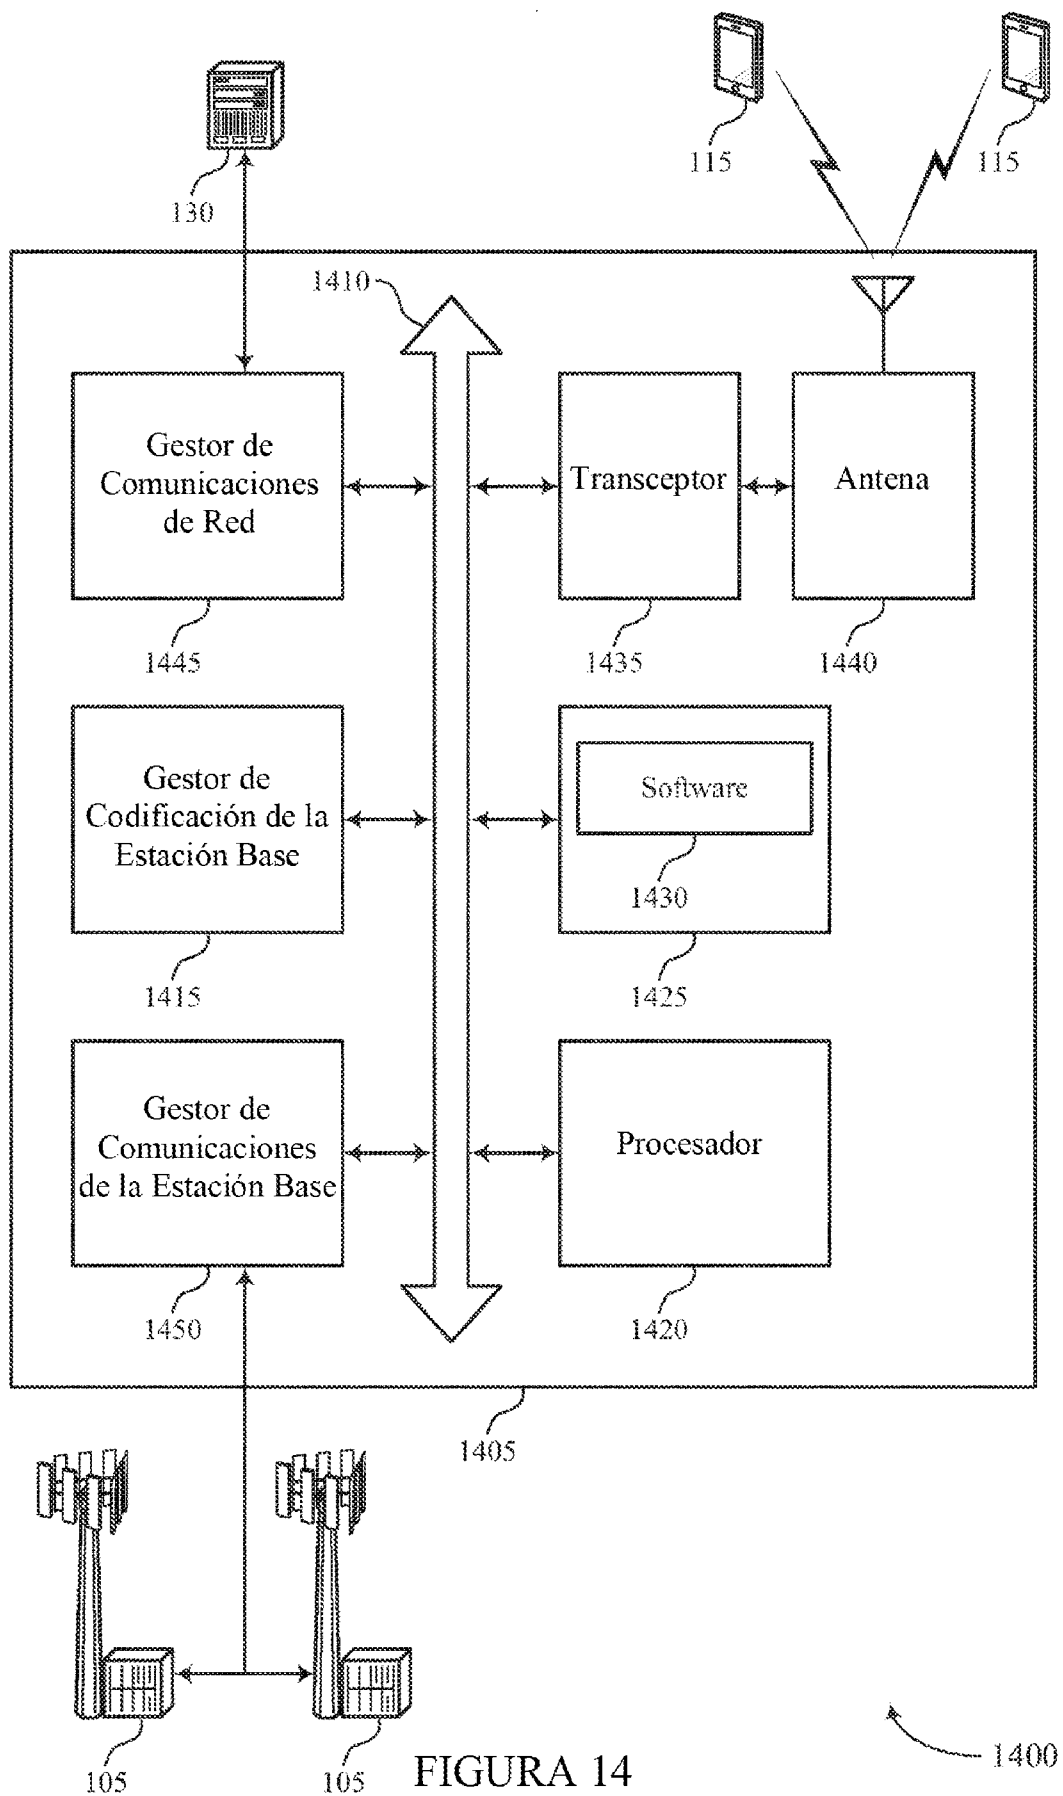 115
115
130
1410
Gestor de
Comunicaciones
de Red
Transceptor
Antena
1445
1435
1440
Gestor de
Codificación de la
Estación Base
Software
1430
1415
1425
Gestor de
Comunicaciones
de la Estación Base
Procesador
1450
1420
1405
105
105
FIGURA 14
1400